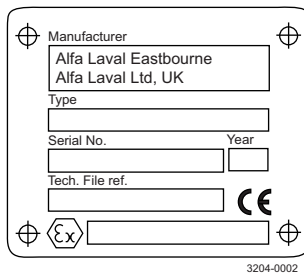 Manufacturer
Alfa Laval Eastbourne
Alfa Laval Ltd, UK
Type
Serial No. Year
Tech. File ref.
CE
Ex
3204-0002